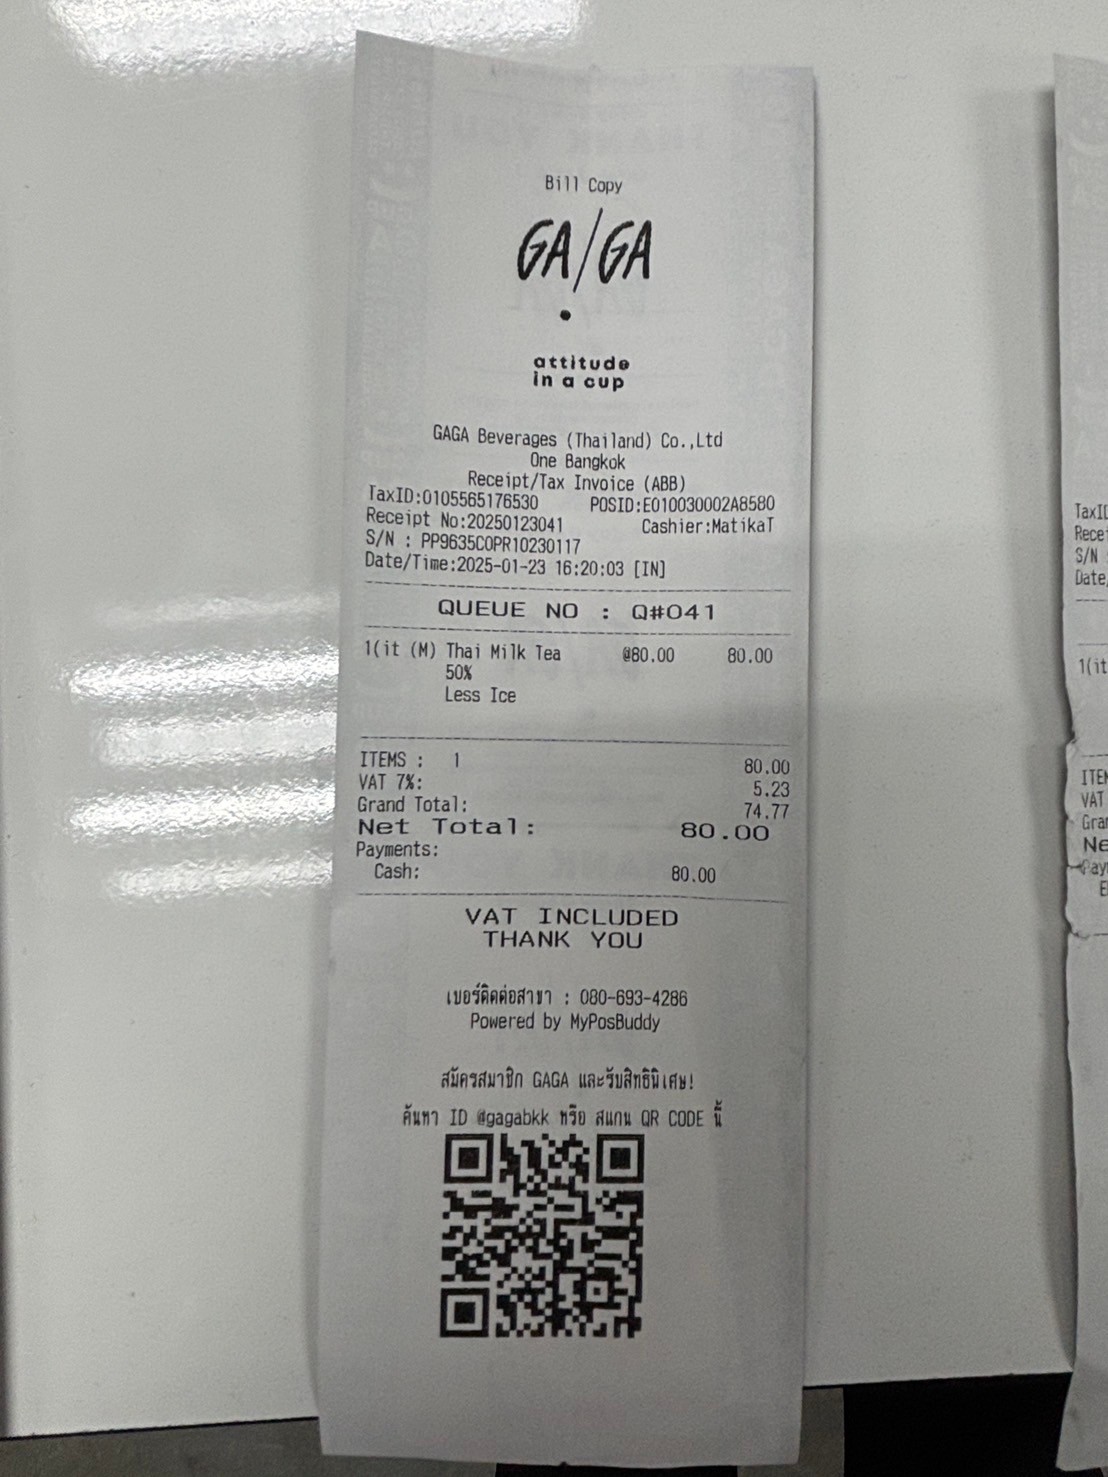 Bill Copy
GA/GA
attitude
in a cup
GAGA Beverages (Thailand) Co.,Ltd
One Bangkok
Receipt/Tax Invoice (ABB)
TaxID:0105565176530 POSID:E010030002A8580
Receipt No:20250123041 Cashier:MatikaT
S/N : PP9635C0PR10230117
Date/Time:2025-01-23 16:20:03 [IN]
QUEUE NO : Q#041
1(it (M) Thai Milk Tea @80.00 80.00
50%
Less Ice
ITEMS : 1 80.00
VAT 7%: 5.23
Grand Total: 74.77
Net Total: 80.00
Payments:
Cash: 80.00
VAT INCLUDED
THANK YOU
เบอร์ติดต่อสาขา : 080-693-4286
Powered by MyPosBuddy
สมัครสมาชิก GAGA และรับสิทธิพิเศษ!
ค้นหา ID @gagabkk หรือ สแกน QR CODE นี้
TaxID
Rece
S/N
Date/
1(it
ITEM
VAT
Gra
Ne
Pay
E